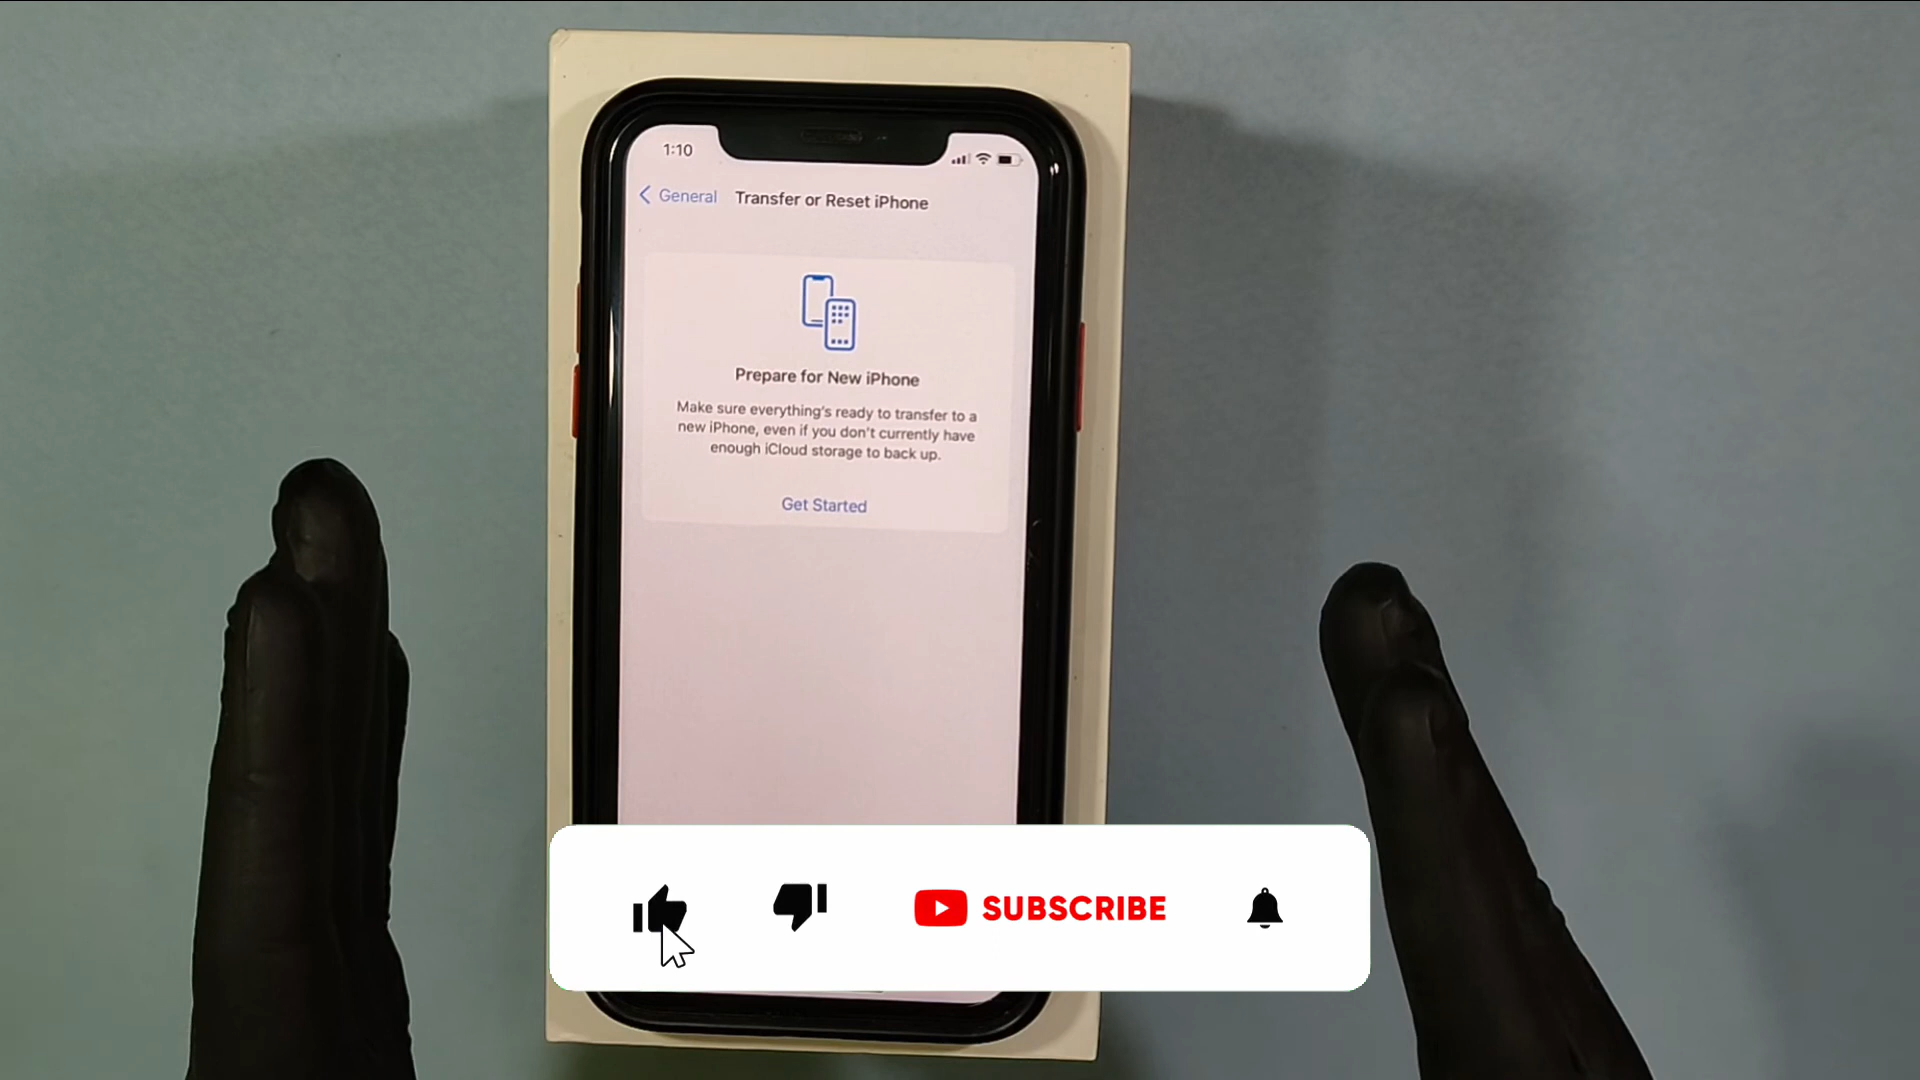 1:10
General Transfer or Reset iPhone
Prepare for New iPhone
Make sure everything's ready to transfer to a
new iPhone, even if you don't currently have
enough iCloud storage to back up.
Get Started
SUBSCRIBE